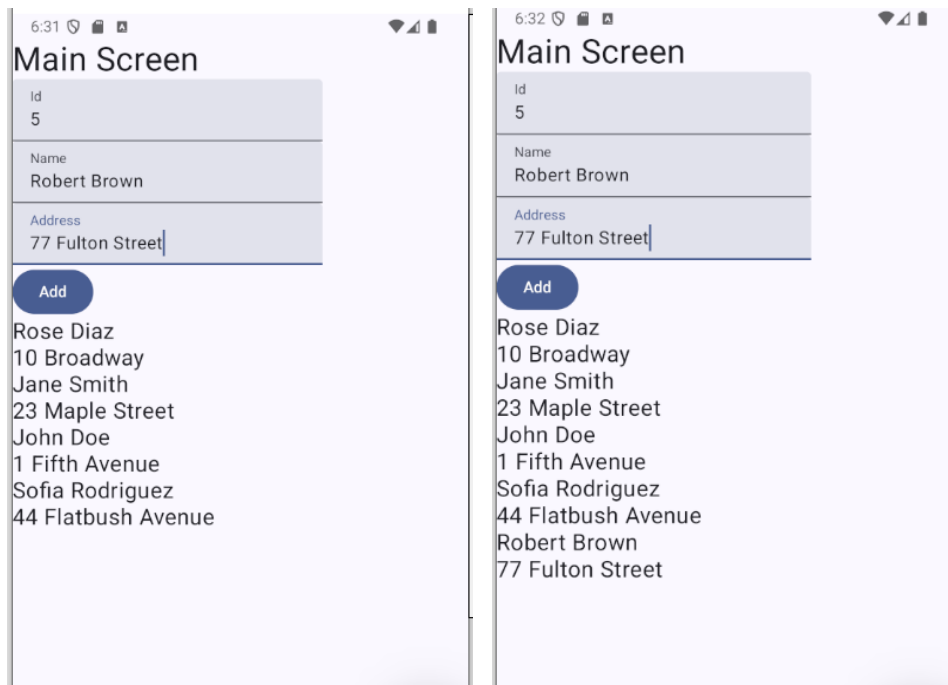 6:31
Main Screen
Id
5
Name
Robert Brown
Address
77 Fulton Street
Add
Rose Diaz
10 Broadway
Jane Smith
23 Maple Street
John Doe
1 Fifth Avenue
Sofia Rodriguez
44 Flatbush Avenue
6:32
Main Screen
Id
5
Name
Robert Brown
Address
77 Fulton Street
Add
Rose Diaz
10 Broadway
Jane Smith
23 Maple Street
John Doe
1 Fifth Avenue
Sofia Rodriguez
44 Flatbush Avenue
Robert Brown
77 Fulton Street